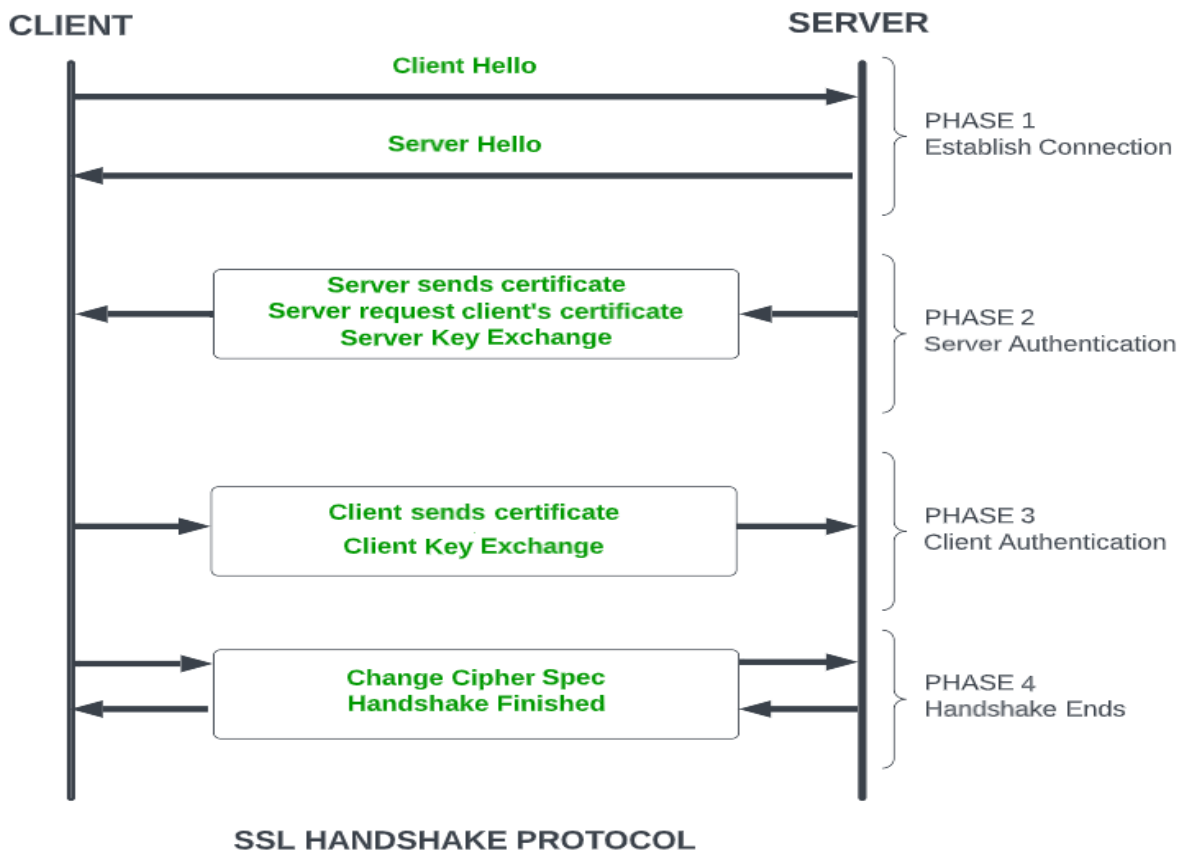 CLIENT
SERVER
Client Hello
Server Hello
PHASE 1
Establish Connection
Server sends certificate
Server request client's certificate
Server Key Exchange
PHASE 2
Server Authentication
Client sends certificate
Client Key Exchange
PHASE 3
Client Authentication
Change Cipher Spec
Handshake Finished
PHASE 4
Handshake Ends
SSL HANDSHAKE PROTOCOL